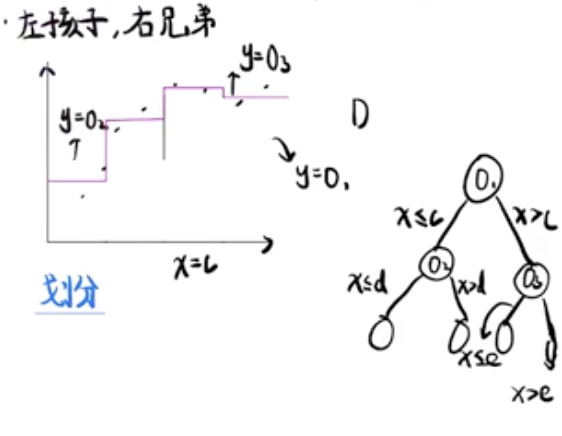 ·左孩子,右兄弟
y=O₃
y=O₂
D
y=O₁
O₁
x≤c
x>c
x=c
O₂
O₃
划分
x≤d
x>d
x≤e
x>e